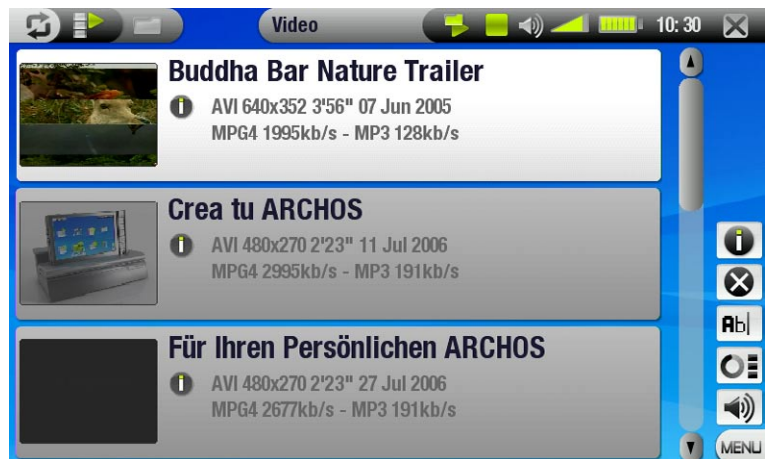 Video
10:30
Buddha Bar Nature Trailer
AVI 640x352 3'56" 07 Jun 2005
MPG4 1995kb/s - MP3 128kb/s
Crea tu ARCHOS
AVI 480x270 2'23" 11 Jul 2006
MPG4 2995kb/s - MP3 191kb/s
Für Ihren Persönlichen ARCHOS
AVI 480x270 2'23" 27 Jul 2006
MPG4 2677kb/s - MP3 191kb/s
Ab
MENU